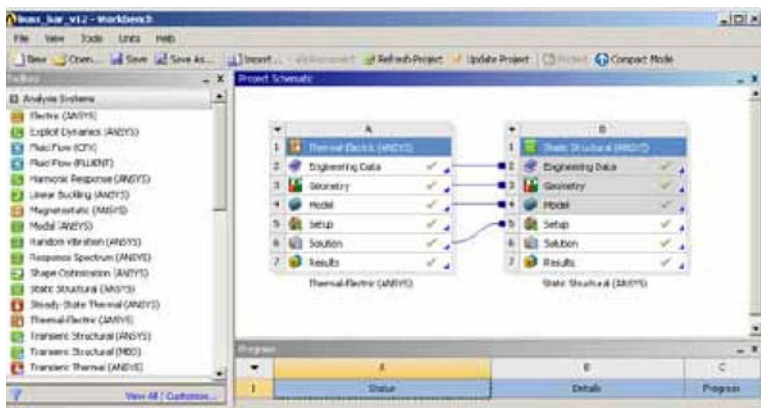 buss_bar_v12 - Workbench
File View Tools Units Help
New Open... Save Save As... Import... Reconnect Refresh Project Update Project Project Compact Mode
Toolbox
Project Schematic
Analysis Systems
Electric (ANSYS)
Explicit Dynamics (ANSYS)
Fluid Flow (CFX)
Fluid Flow (FLUENT)
Harmonic Response (ANSYS)
Linear Buckling (ANSYS)
Magnetostatic (ANSYS)
Modal (ANSYS)
Random Vibration (ANSYS)
Response Spectrum (ANSYS)
Shape Optimization (ANSYS)
Static Structural (ANSYS)
Steady-State Thermal (ANSYS)
Thermal-Electric (ANSYS)
Transient Structural (ANSYS)
Transient Structural (MBD)
Transient Thermal (ANSYS)
View All / Customize...
A
1 Thermal-Electric (ANSYS)
2 Engineering Data
3 Geometry
4 Model
5 Setup
6 Solution
7 Results
Thermal-Electric (ANSYS)
B
1 Static Structural (ANSYS)
2 Engineering Data
3 Geometry
4 Model
5 Setup
6 Solution
7 Results
Static Structural (ANSYS)
Progress
A B C
1 Status Details Progress